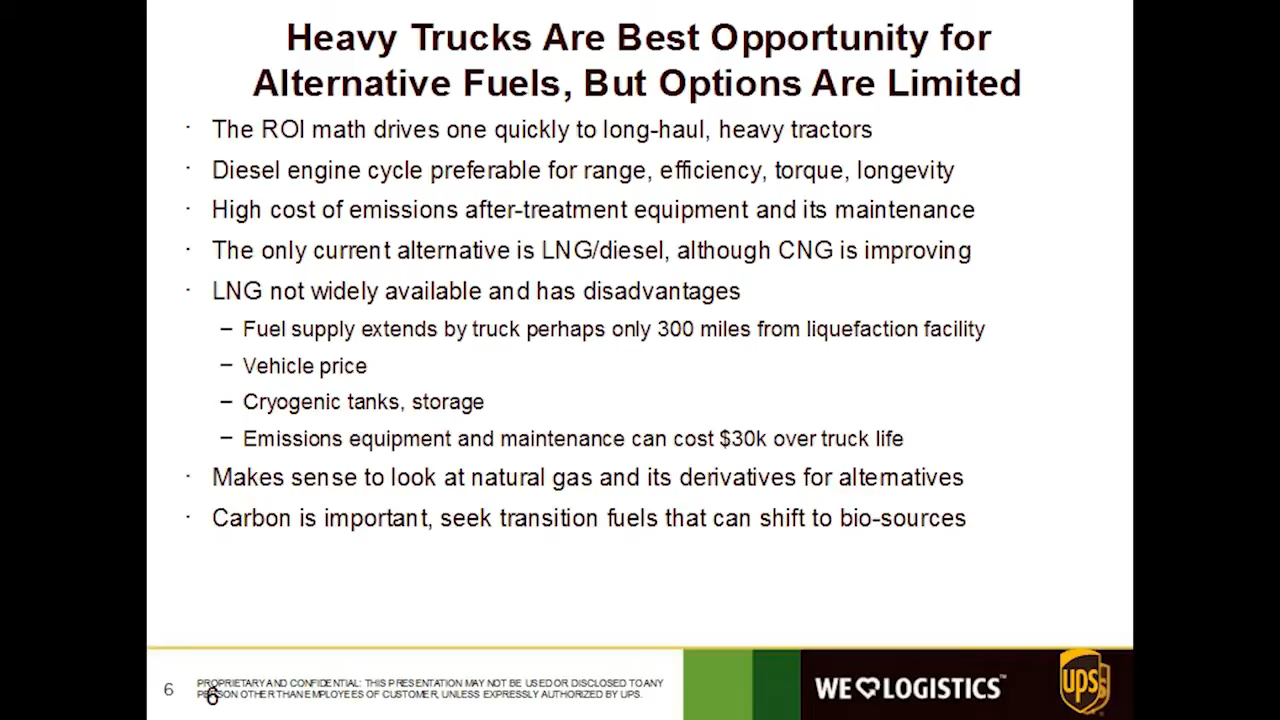 Heavy Trucks Are Best Opportunity for
Alternative Fuels, But Options Are Limited
· The ROI math drives one quickly to long-haul, heavy tractors
· Diesel engine cycle preferable for range, efficiency, torque, longevity
· High cost of emissions after-treatment equipment and its maintenance
· The only current alternative is LNG/diesel, although CNG is improving
· LNG not widely available and has disadvantages
– Fuel supply extends by truck perhaps only 300 miles from liquefaction facility
– Vehicle price
– Cryogenic tanks, storage
– Emissions equipment and maintenance can cost $30k over truck life
· Makes sense to look at natural gas and its derivatives for alternatives
· Carbon is important, seek transition fuels that can shift to bio-sources
6
PROPRIETARY AND CONFIDENTIAL: THIS PRESENTATION MAY NOT BE USED OR DISCLOSED TO ANY
PERSON OTHER THAN EMPLOYEES OF CUSTOMER, UNLESS EXPRESSLY AUTHORIZED BY UPS.
6
WE LOGISTICS™
ups